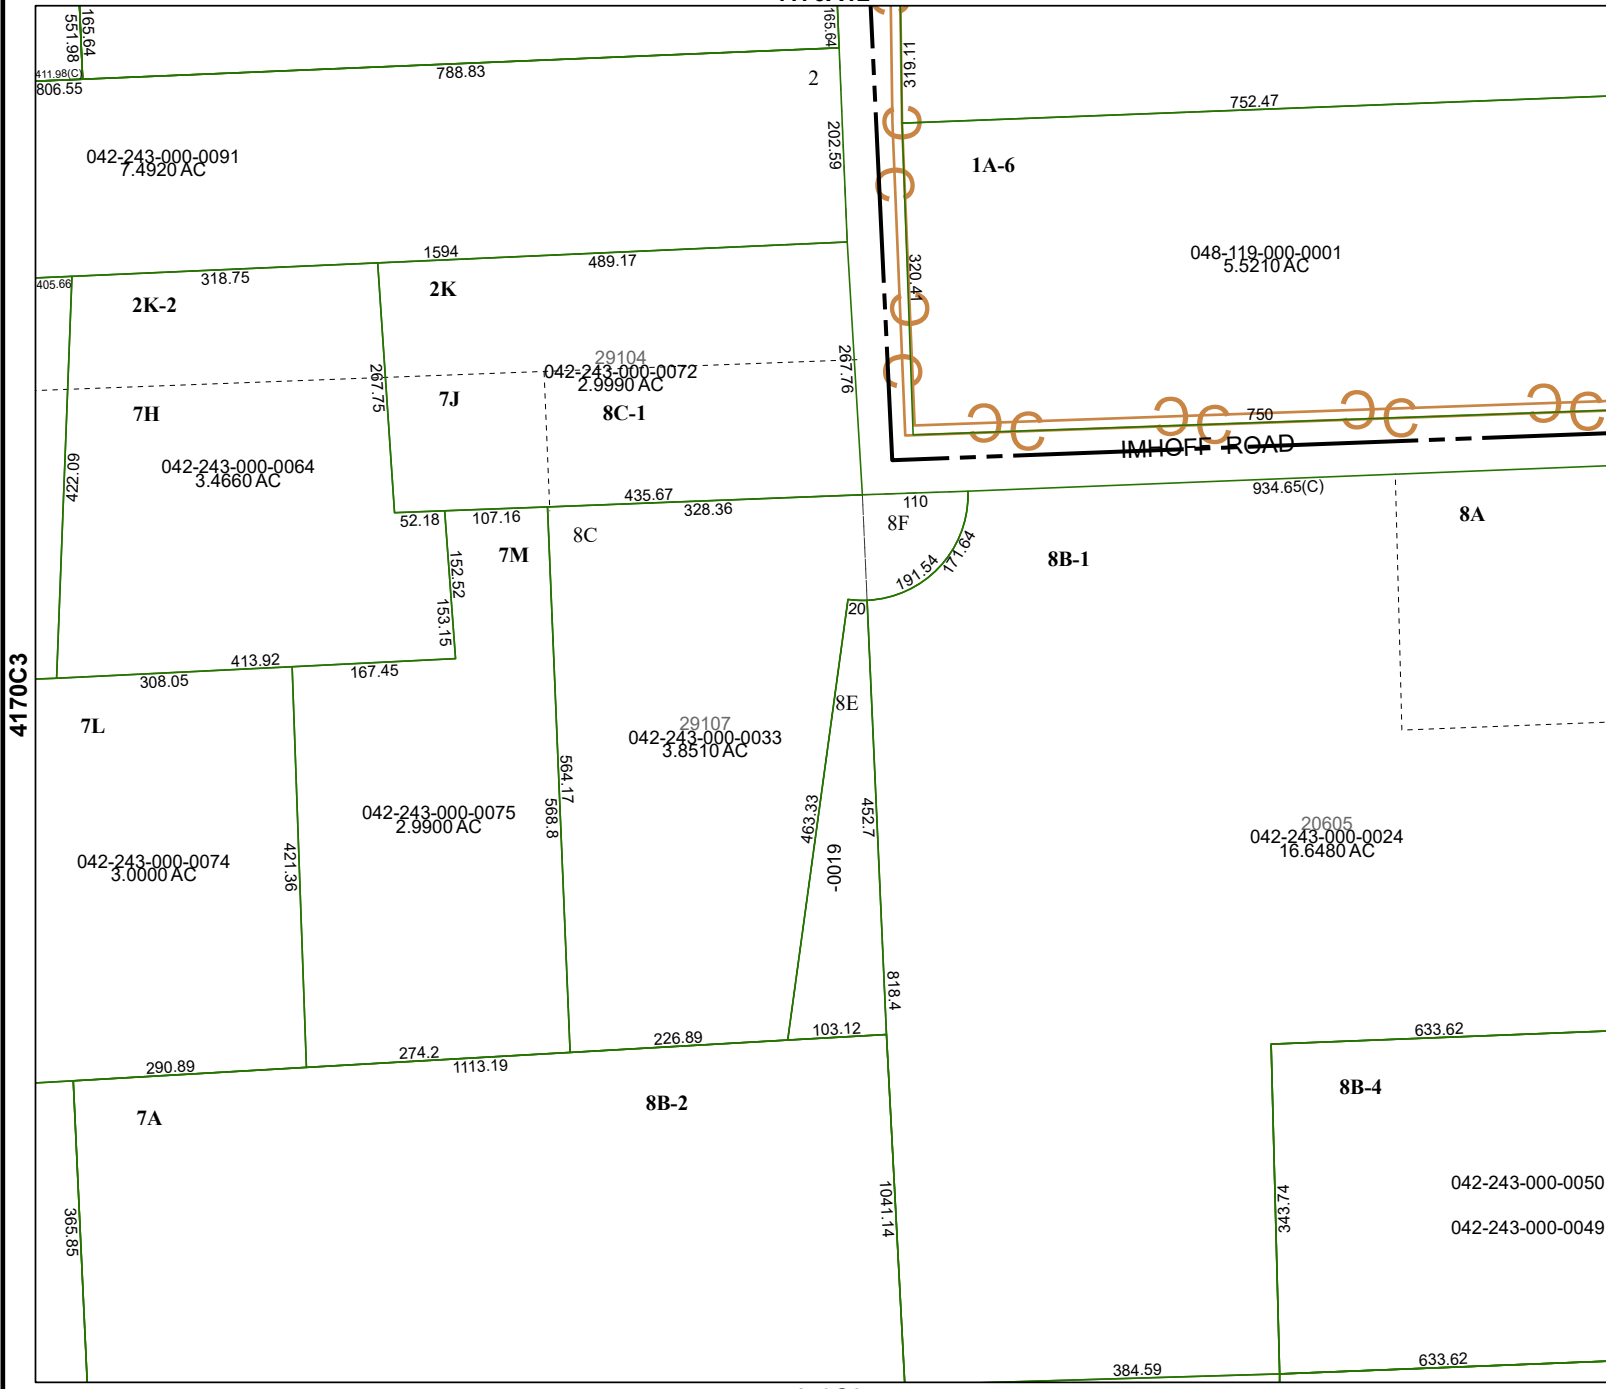 551.98
165.64
165.64
411.98(C)
806.55
788.83
2
319.11
752.47
202.59
042-243-000-0091
7.4920 AC
1A-6
048-119-000-0001
5.5210 AC
320.41
1594
489.17
405.66
318.75
2K-2
2K
267.75
267.76
29104
042-243-000-0072
2.9990 AC
7H
7J
8C-1
750
IMHOFF ROAD
042-243-000-0064
3.4660 AC
422.09
435.67
328.36
110
934.65(C)
52.18
107.16
8C
8F
8A
7M
8B-1
152.52
153.15
191.54
171.64
20
413.92
308.05
167.45
4170C3
7L
8E
29107
042-243-000-0033
3.8510 AC
564.17
568.8
463.33
452.7
-0019
042-243-000-0075
2.9900 AC
20605
042-243-000-0024
16.6480 AC
042-243-000-0074
3.0000 AC
421.36
818.4
103.12
226.89
274.2
1113.19
290.89
633.62
7A
8B-2
8B-4
042-243-000-0050
042-243-000-0049
365.85
1041.14
343.74
384.59
633.62